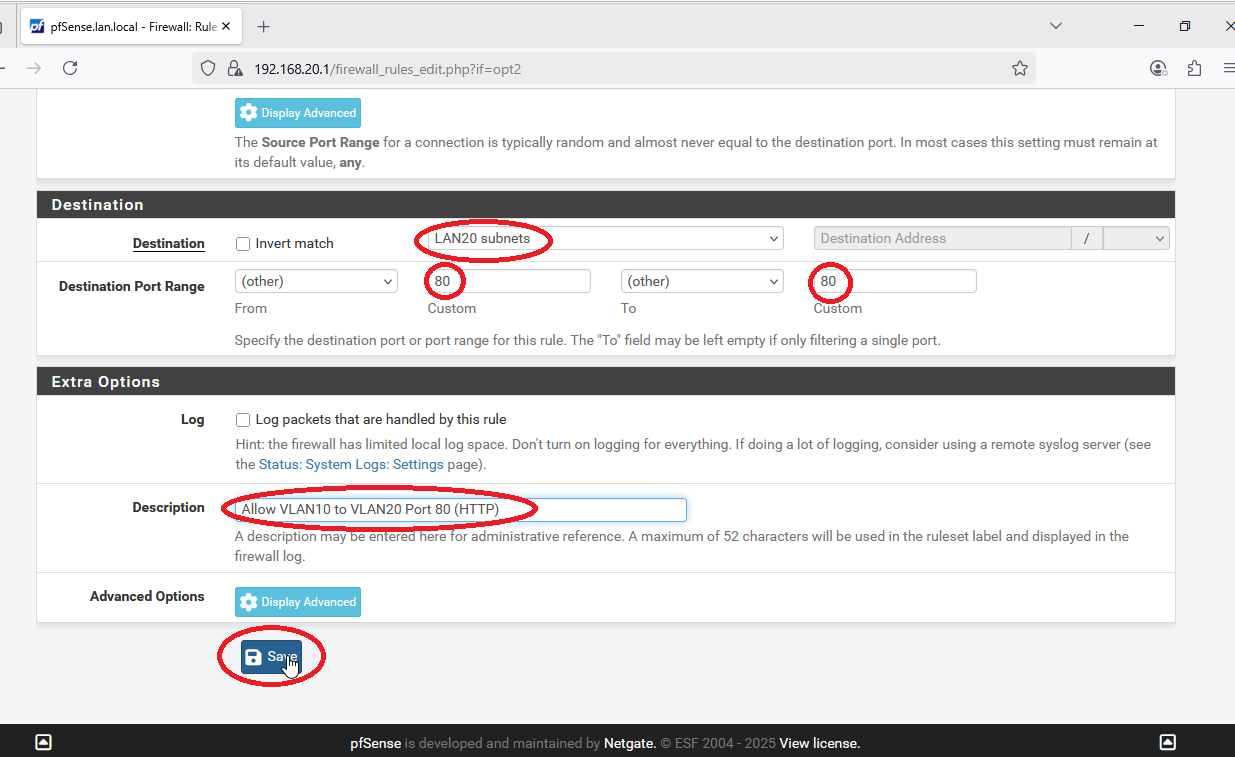 pfSense.lan.local - Firewall: Rule
192.168.20.1/firewall_rules_edit.php?if=opt2
Display Advanced
The Source Port Range for a connection is typically random and almost never equal to the destination port. In most cases this setting must remain at
its default value, any.
Destination
Destination Invert match LAN20 subnets Destination Address /
Destination Port Range (other) 80 (other) 80
From Custom To Custom
Specify the destination port or port range for this rule. The "To" field may be left empty if only filtering a single port.
Extra Options
Log Log packets that are handled by this rule
Hint: the firewall has limited local log space. Don't turn on logging for everything. If doing a lot of logging, consider using a remote syslog server (see
the Status: System Logs: Settings page).
Description Allow VLAN10 to VLAN20 Port 80 (HTTP)
A description may be entered here for administrative reference. A maximum of 52 characters will be used in the ruleset label and displayed in the
firewall log.
Advanced Options Display Advanced
Save
pfSense is developed and maintained by Netgate. © ESF 2004 - 2025 View license.